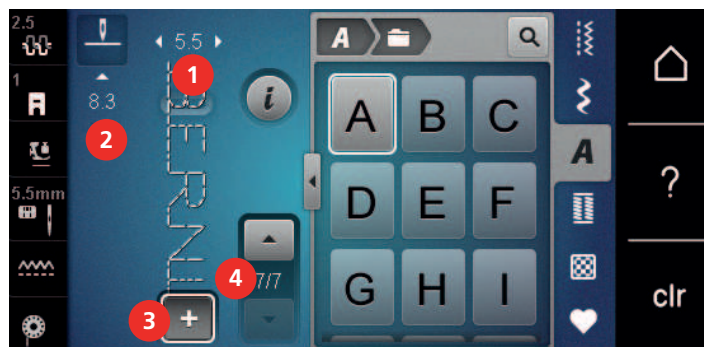 2.5
5.5
A
1
1
8.3
2
i
BERNI
A B C
A
?
5.5mm
D E F
4
7/7
G H I
clr
3
+